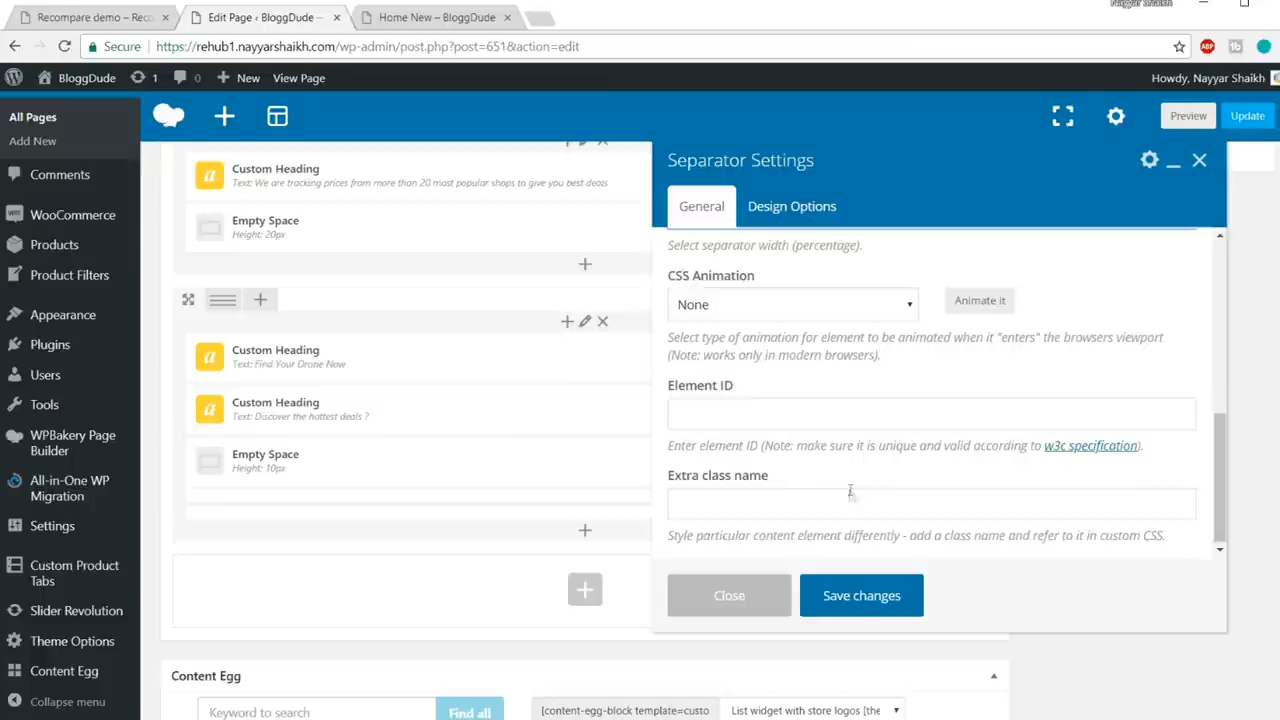 Nayyar Shaikh
Recompare demo – Reco
Edit Page ‹ BloggDude —
Home New – BloggDude
Secure
https://rehub1.nayyarshaikh.com/wp-admin/post.php?post=651&action=edit
ABP
BloggDude
1
0
New
View Page
Howdy, Nayyar Shaikh
All Pages
Add New
Comments
WooCommerce
Products
Product Filters
Appearance
Plugins
Users
Tools
WPBakery Page
Builder
All-in-One WP
Migration
Settings
Custom Product
Tabs
Slider Revolution
Theme Options
Content Egg
Collapse menu
Preview
Update
Custom Heading
Text: We are tracking prices from more than 20 most popular shops to give you best deals
Empty Space
Height: 20px
Custom Heading
Text: Find Your Drone Now
Custom Heading
Text: Discover the hottest deals ?
Empty Space
Height: 10px
Separator Settings
General
Design Options
Select separator width (percentage).
CSS Animation
None
Animate it
Select type of animation for element to be animated when it "enters" the browsers viewport
(Note: works only in modern browsers).
Element ID
Enter element ID (Note: make sure it is unique and valid according to w3c specification).
Extra class name
Style particular content element differently - add a class name and refer to it in custom CSS.
Close
Save changes
Content Egg
Keyword to search
Find all
[content-egg-block template=custo
List widget with store logos [the